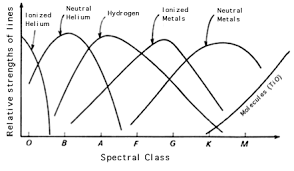 Ionized
Helium
Neutral
Helium
Hydrogen
Ionized
Metals
Neutral
Metals
Relative strengths of lines
Molecules (TiO)
O B A F G K M
Spectral Class